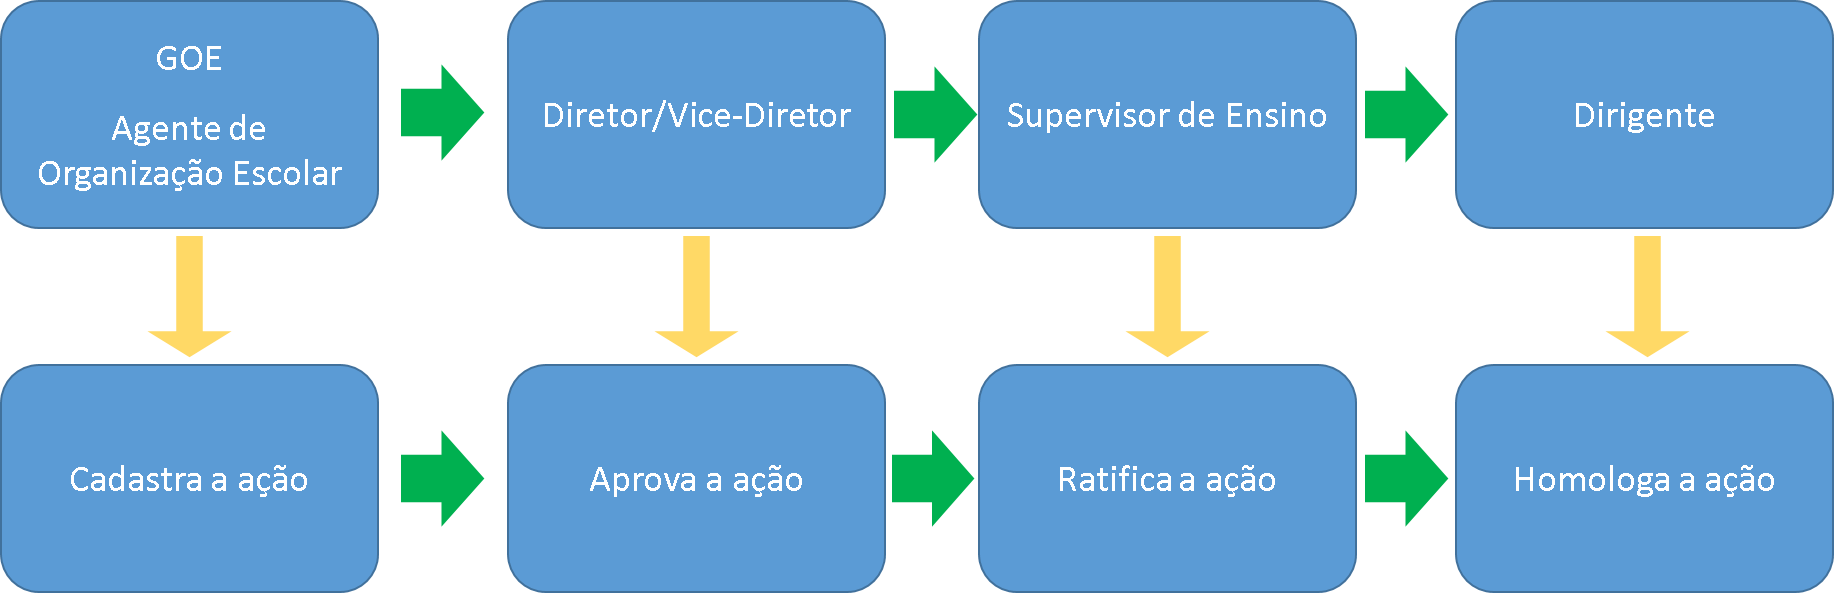 GOE
Agente de
Organização Escolar
Diretor/Vice-Diretor
Supervisor de Ensino
Dirigente
Cadastra a ação
Aprova a ação
Ratifica a ação
Homologa a ação